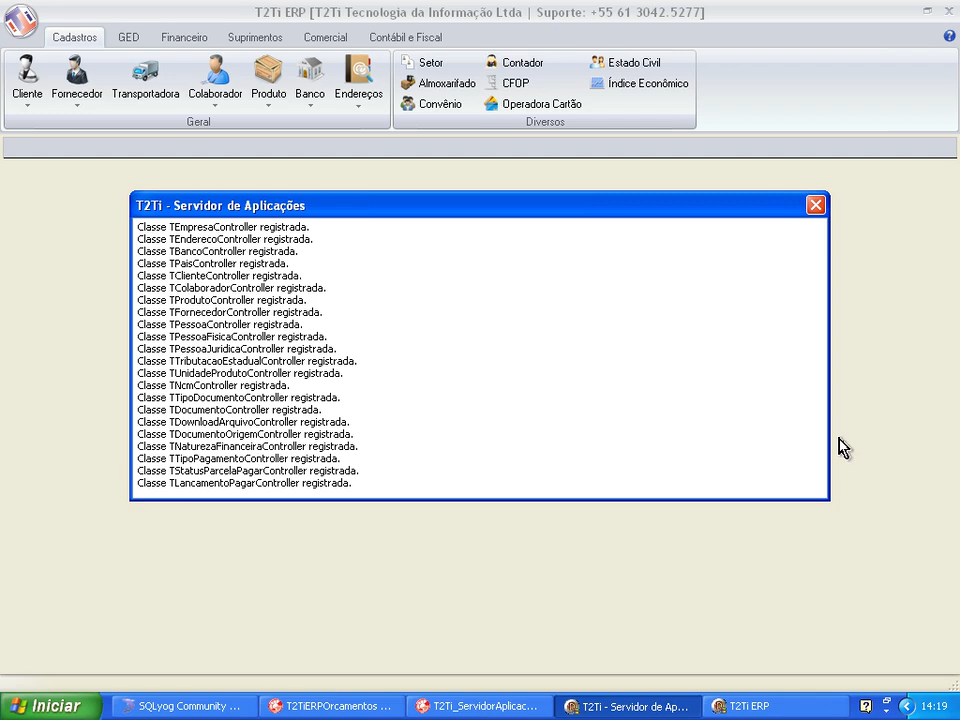 T2Ti ERP [T2Ti Tecnologia da Informação Ltda | Suporte: +55 61 3042.5277]
Cadastros GED Financeiro Suprimentos Comercial Contábil e Fiscal
Cliente Fornecedor Transportadora Colaborador Produto Banco Endereços
Geral
Setor Contador Estado Civil
Almoxarifado CFOP Índice Econômico
Convênio Operadora Cartão
Diversos
T2Ti - Servidor de Aplicações
Classe TEmpresaController registrada.
Classe TEnderecoController registrada.
Classe TBancoController registrada.
Classe TPaisController registrada.
Classe TClienteController registrada.
Classe TColaboradorController registrada.
Classe TProdutoController registrada.
Classe TFornecedorController registrada.
Classe TPessoaController registrada.
Classe TPessoaFisicaController registrada.
Classe TPessoaJuridicaController registrada.
Classe TTributacaoEstadualController registrada.
Classe TUnidadeProdutoController registrada.
Classe TNcmController registrada.
Classe TTipoDocumentoController registrada.
Classe TDocumentoController registrada.
Classe TDownloadArquivoController registrada.
Classe TDocumentoOrigemController registrada.
Classe TNaturezaFinanceiraController registrada.
Classe TTipoPagamentoController registrada.
Classe TStatusParcelaPagarController registrada.
Classe TLancamentoPagarController registrada.
Iniciar SQLyog Community ... T2TiERPOrcamentos ... T2Ti_ServidorAplicac... T2Ti - Servidor de Ap... T2Ti ERP 14:19